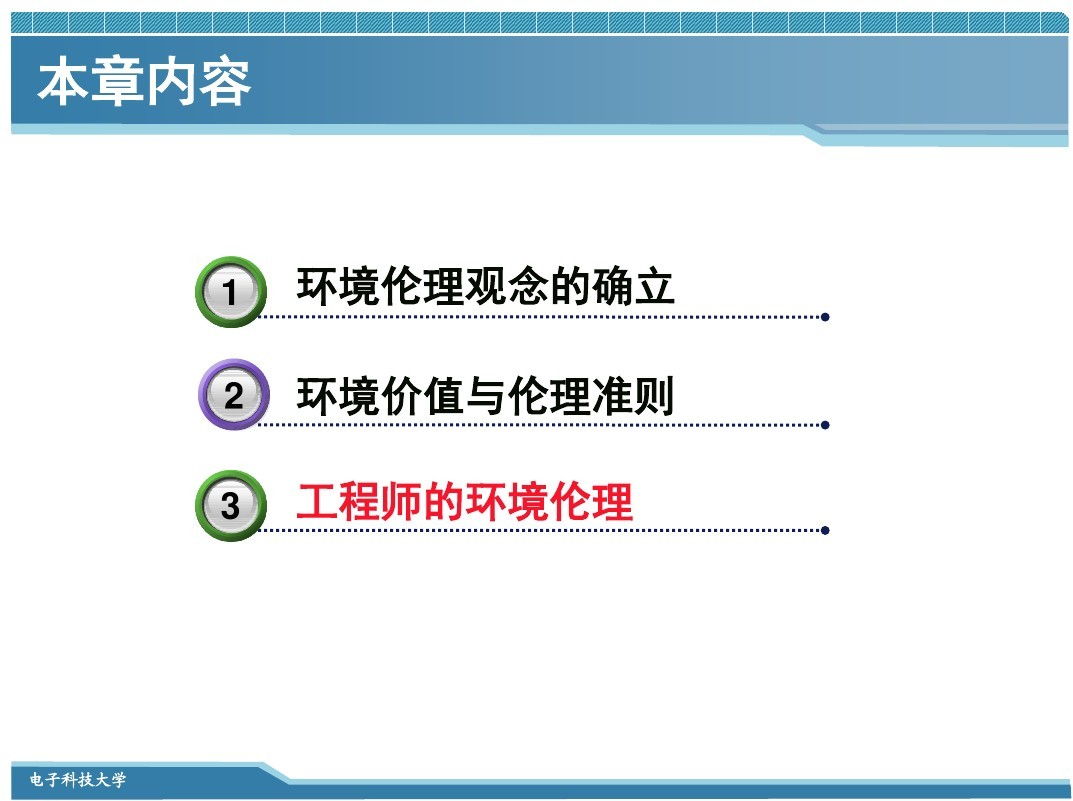 本章内容
1 环境伦理观念的确立
2 环境价值与伦理准则
3 工程师的环境伦理
电子科技大学